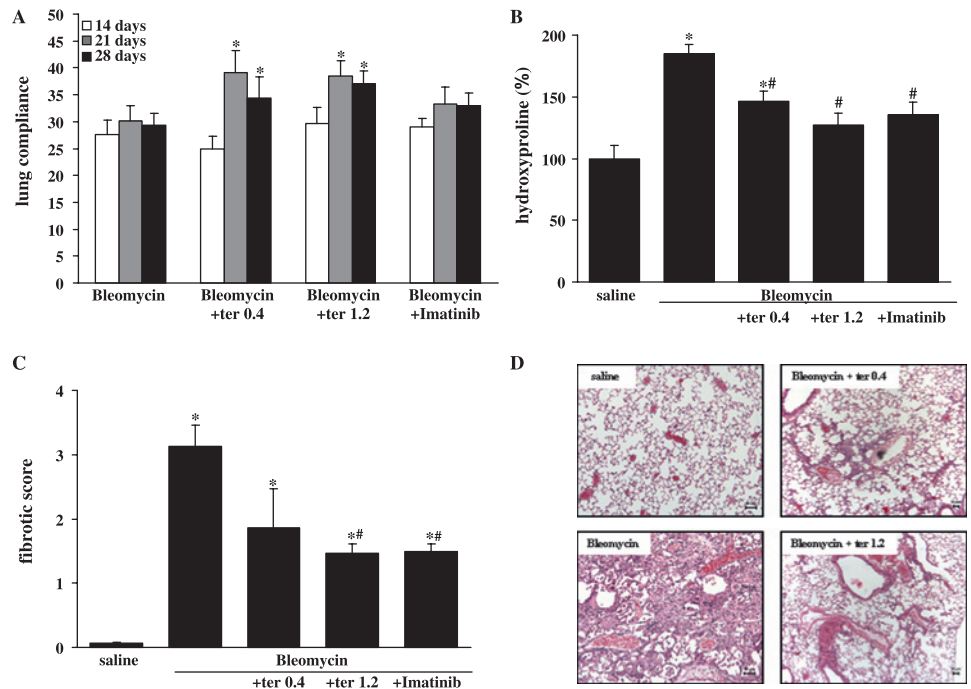 A
50
45
40
35
30
25
20
15
10
5
0
lung compliance
14 days
21 days
28 days
* * * *
Bleomycin
Bleomycin
+ter 0.4
Bleomycin
+ter 1.2
Bleomycin
+Imatinib
B
200
150
100
50
0
hydroxyproline (%)
*
*#
#
#
saline
Bleomycin
+ter 0.4 +ter 1.2 +Imatinib
C
4
3
2
1
0
fibrotic score
*
*
*#
*#
saline
Bleomycin
+ter 0.4 +ter 1.2 +Imatinib
D
saline
Bleomycin + ter 0.4
Bleomycin
Bleomycin + ter 1.2